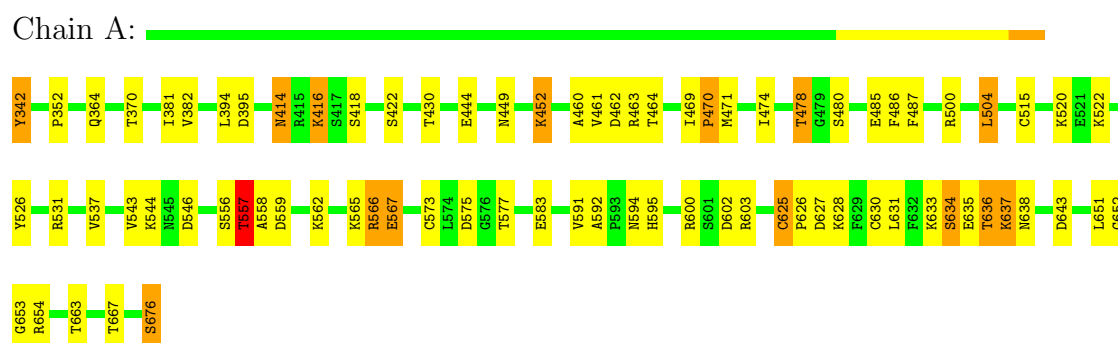 Chain A:
Y342 P352 Q364 T370 I381 V382 L394 D395 N414 R415 K416 S417 S418 S422 T430 E444 N449 K452 A460 V461 D462 R463 T464 I469 P470 M471 I474 T478 G479 S480 E485 F486 F487 R500 L504 C515 K520 E521 K522
Y526 R531 V537 V543 K544 N545 D546 S556 T557 A558 D559 K562 K565 R566 E567 C573 L574 D575 G576 T577 E583 V591 A592 P593 N594 H595 R600 S601 D602 R603 C625 P626 D627 K628 F629 C630 L631 F632 K633 S634 E635 T636 K637 N638 D643 L651
G653 R654 T663 T667 S676